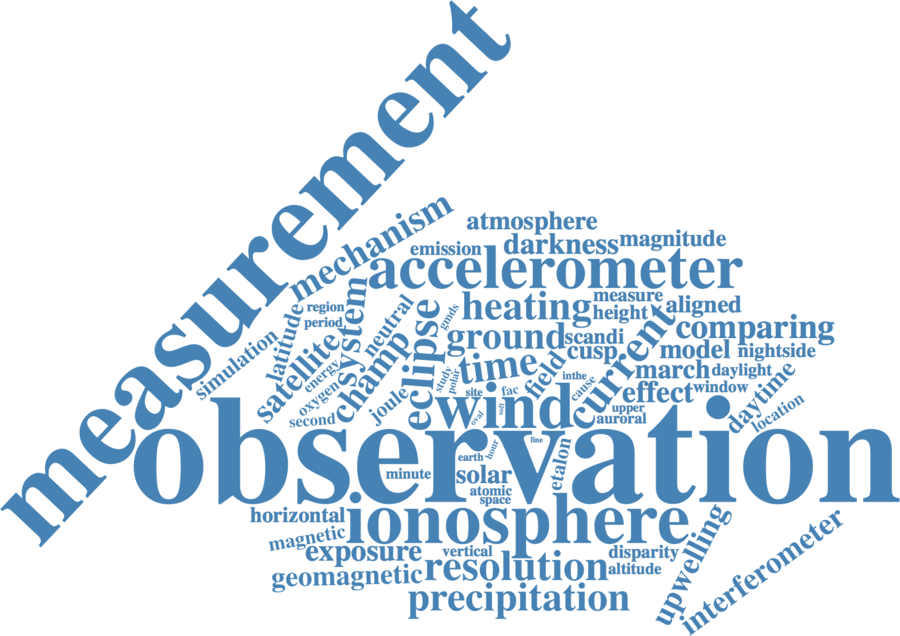 measurement
mechanism
atmosphere
emission
darkness
magnitude
accelerometer
region
period
latitude
system
neutral
simulation
satellite
energy
oxygen
second
champ
joule
eclipse
gmds
heating
measure
height
aligned
ground
scandi
cusp
current
comparing
model
nightside
time
field
inthe
cause
march
daylight
study
polar
site
fac
soft
oval
wind
effect
window
upper
auroral
daytime
location
observation
minute
earth
hour
line
solar
atomic
space
etalon
horizontal
ionosphere
magnetic
exposure
vertical
disparity
geomagnetic
resolution
altitude
precipitation
upwelling
interferometer